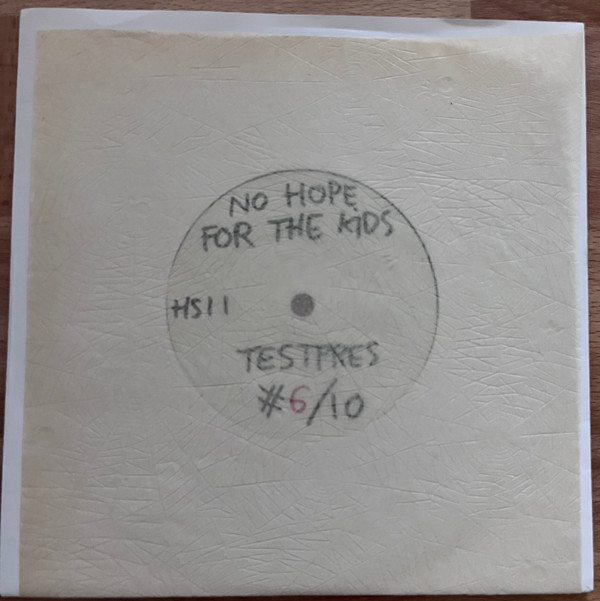 NO HOPE
FOR THE KIDS
HS11
TESTPRES
#6/10